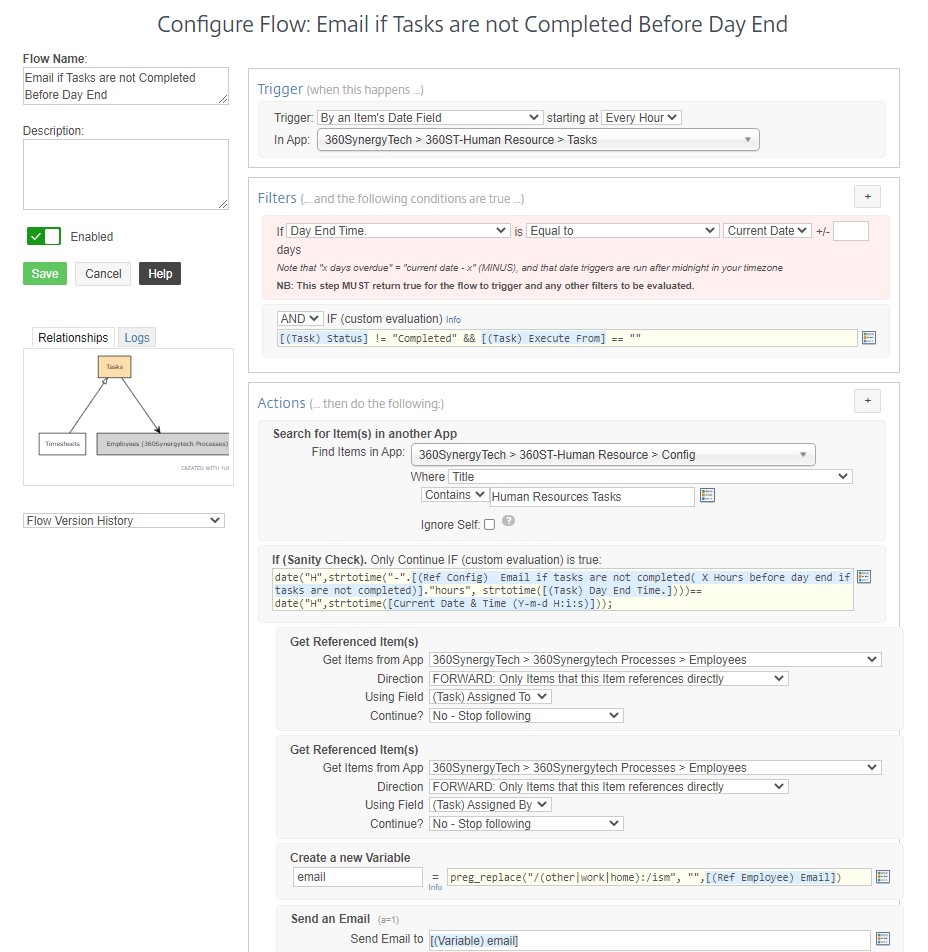 Configure Flow: Email if Tasks are not Completed Before Day End
Flow Name:
Email if Tasks are not Completed
Before Day End
Description:
Enabled
Save Cancel Help
Relationships Logs
Tasks
Timesheets Employees (360Synergytech Processes)
CREATED WITH YUF
Flow Version History
Trigger (when this happens ...)
Trigger: By an Item's Date Field starting at Every Hour
In App: 360SynergyTech > 360ST-Human Resource > Tasks
Filters (... and the following conditions are true ...)
+
If Day End Time. is Equal to Current Date +/-
days
Note that "x days overdue" = "current date - x" (MINUS), and that date triggers are run after midnight in your timezone
NB: This step MUST return true for the flow to trigger and any other filters to be evaluated.
AND IF (custom evaluation) Info
[(Task) Status] != "Completed" && [(Task) Execute From] == ""
Actions (... then do the following:)
+
Search for Item(s) in another App
Find Items in App: 360SynergyTech > 360ST-Human Resource > Config
Where Title
Contains Human Resources Tasks
Ignore Self: ?
If (Sanity Check). Only Continue IF (custom evaluation) is true:
date("H",strtotime("-".[(Ref Config)  Email if tasks are not completed( X Hours before day end if
tasks are not completed)]."hours", strtotime([(Task) Day End Time.])))==
date("H",strtotime([Current Date & Time (Y-m-d H:i:s)]));
Get Referenced Item(s)
Get Items from App 360SynergyTech > 360Synergytech Processes > Employees
Direction FORWARD: Only Items that this Item references directly
Using Field (Task) Assigned To
Continue? No - Stop following
Get Referenced Item(s)
Get Items from App 360SynergyTech > 360Synergytech Processes > Employees
Direction FORWARD: Only Items that this Item references directly
Using Field (Task) Assigned By
Continue? No - Stop following
Create a new Variable
email = preg_replace("/(other|work|home):/ism", "",[(Ref Employee) Email])
Info
Send an Email (a=1)
Send Email to [(Variable) email]